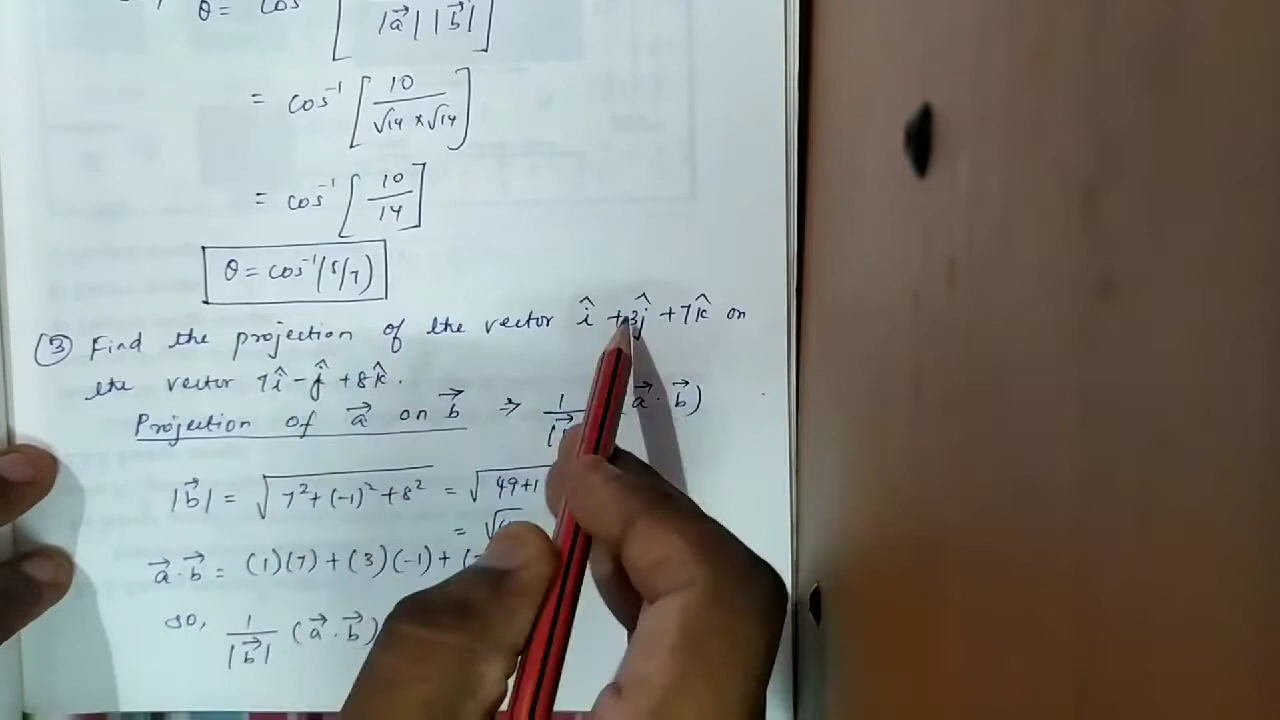 θ = cos
|a⃗| |b⃗|
= cos⁻¹ [10 / √14 × √14]
= cos⁻¹ [10 / 14]
θ = cos⁻¹(5/7)
(3) Find the projection of the vector î + 3ĵ + 7k̂ on
the vector 7î - ĵ + 8k̂.
Projection of a⃗ on b⃗ ⇒ 1 / |b⃗| (a⃗ · b⃗)
|b⃗| = √7² + (-1)² + 8² = √49+1
= √
a⃗ · b⃗ = (1)(7) + (3)(-1) + (
so, 1 / |b⃗| (a⃗ · b⃗)